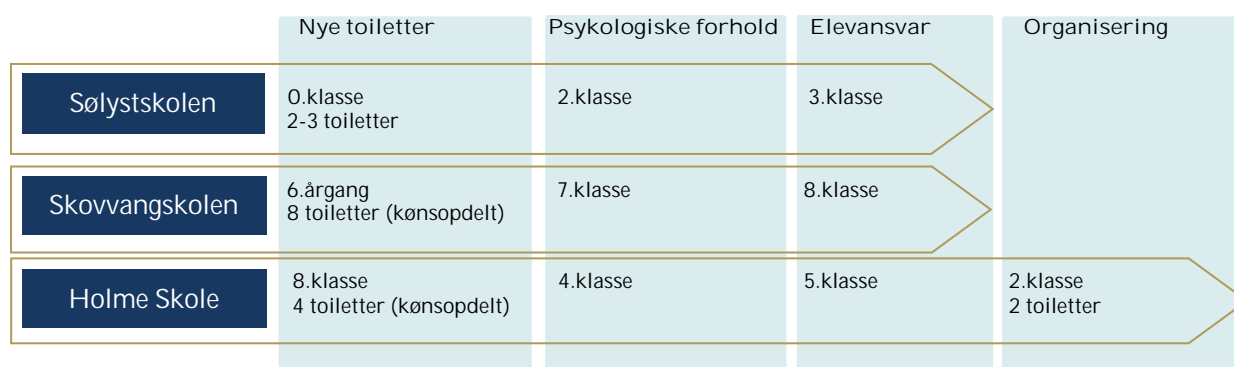 Nye toiletter Psykologiske forhold Elevansvar Organisering
Sølystskolen
0.klasse
2-3 toiletter
2.klasse
3.klasse
Skovvangskolen
6.årgang
8 toiletter (kønsopdelt)
7.klasse
8.klasse
Holme Skole
8.klasse
4 toiletter (kønsopdelt)
4.klasse
5.klasse
2.klasse
2 toiletter